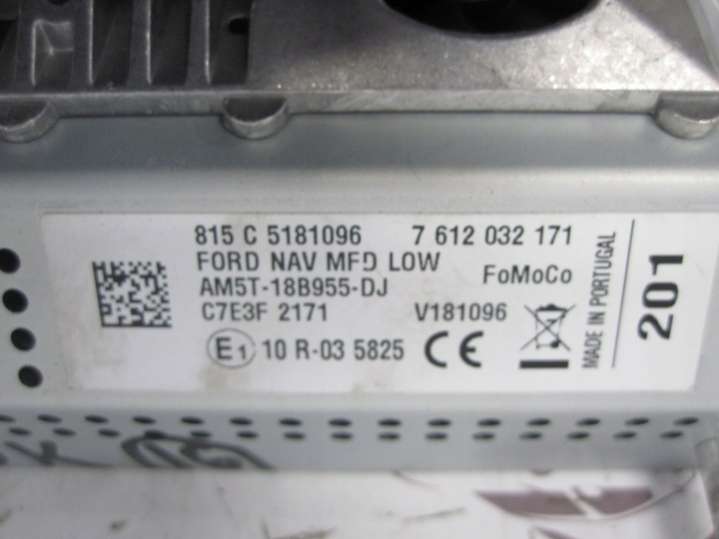 815 C 5181096 7 612 032 171
FORD NAV MFD LOW
AM5T-18B955-DJ FoMoCo
C7E3F 2171 V181096
E1 10 R-03 5825 CE
MADE IN PORTUGAL
201